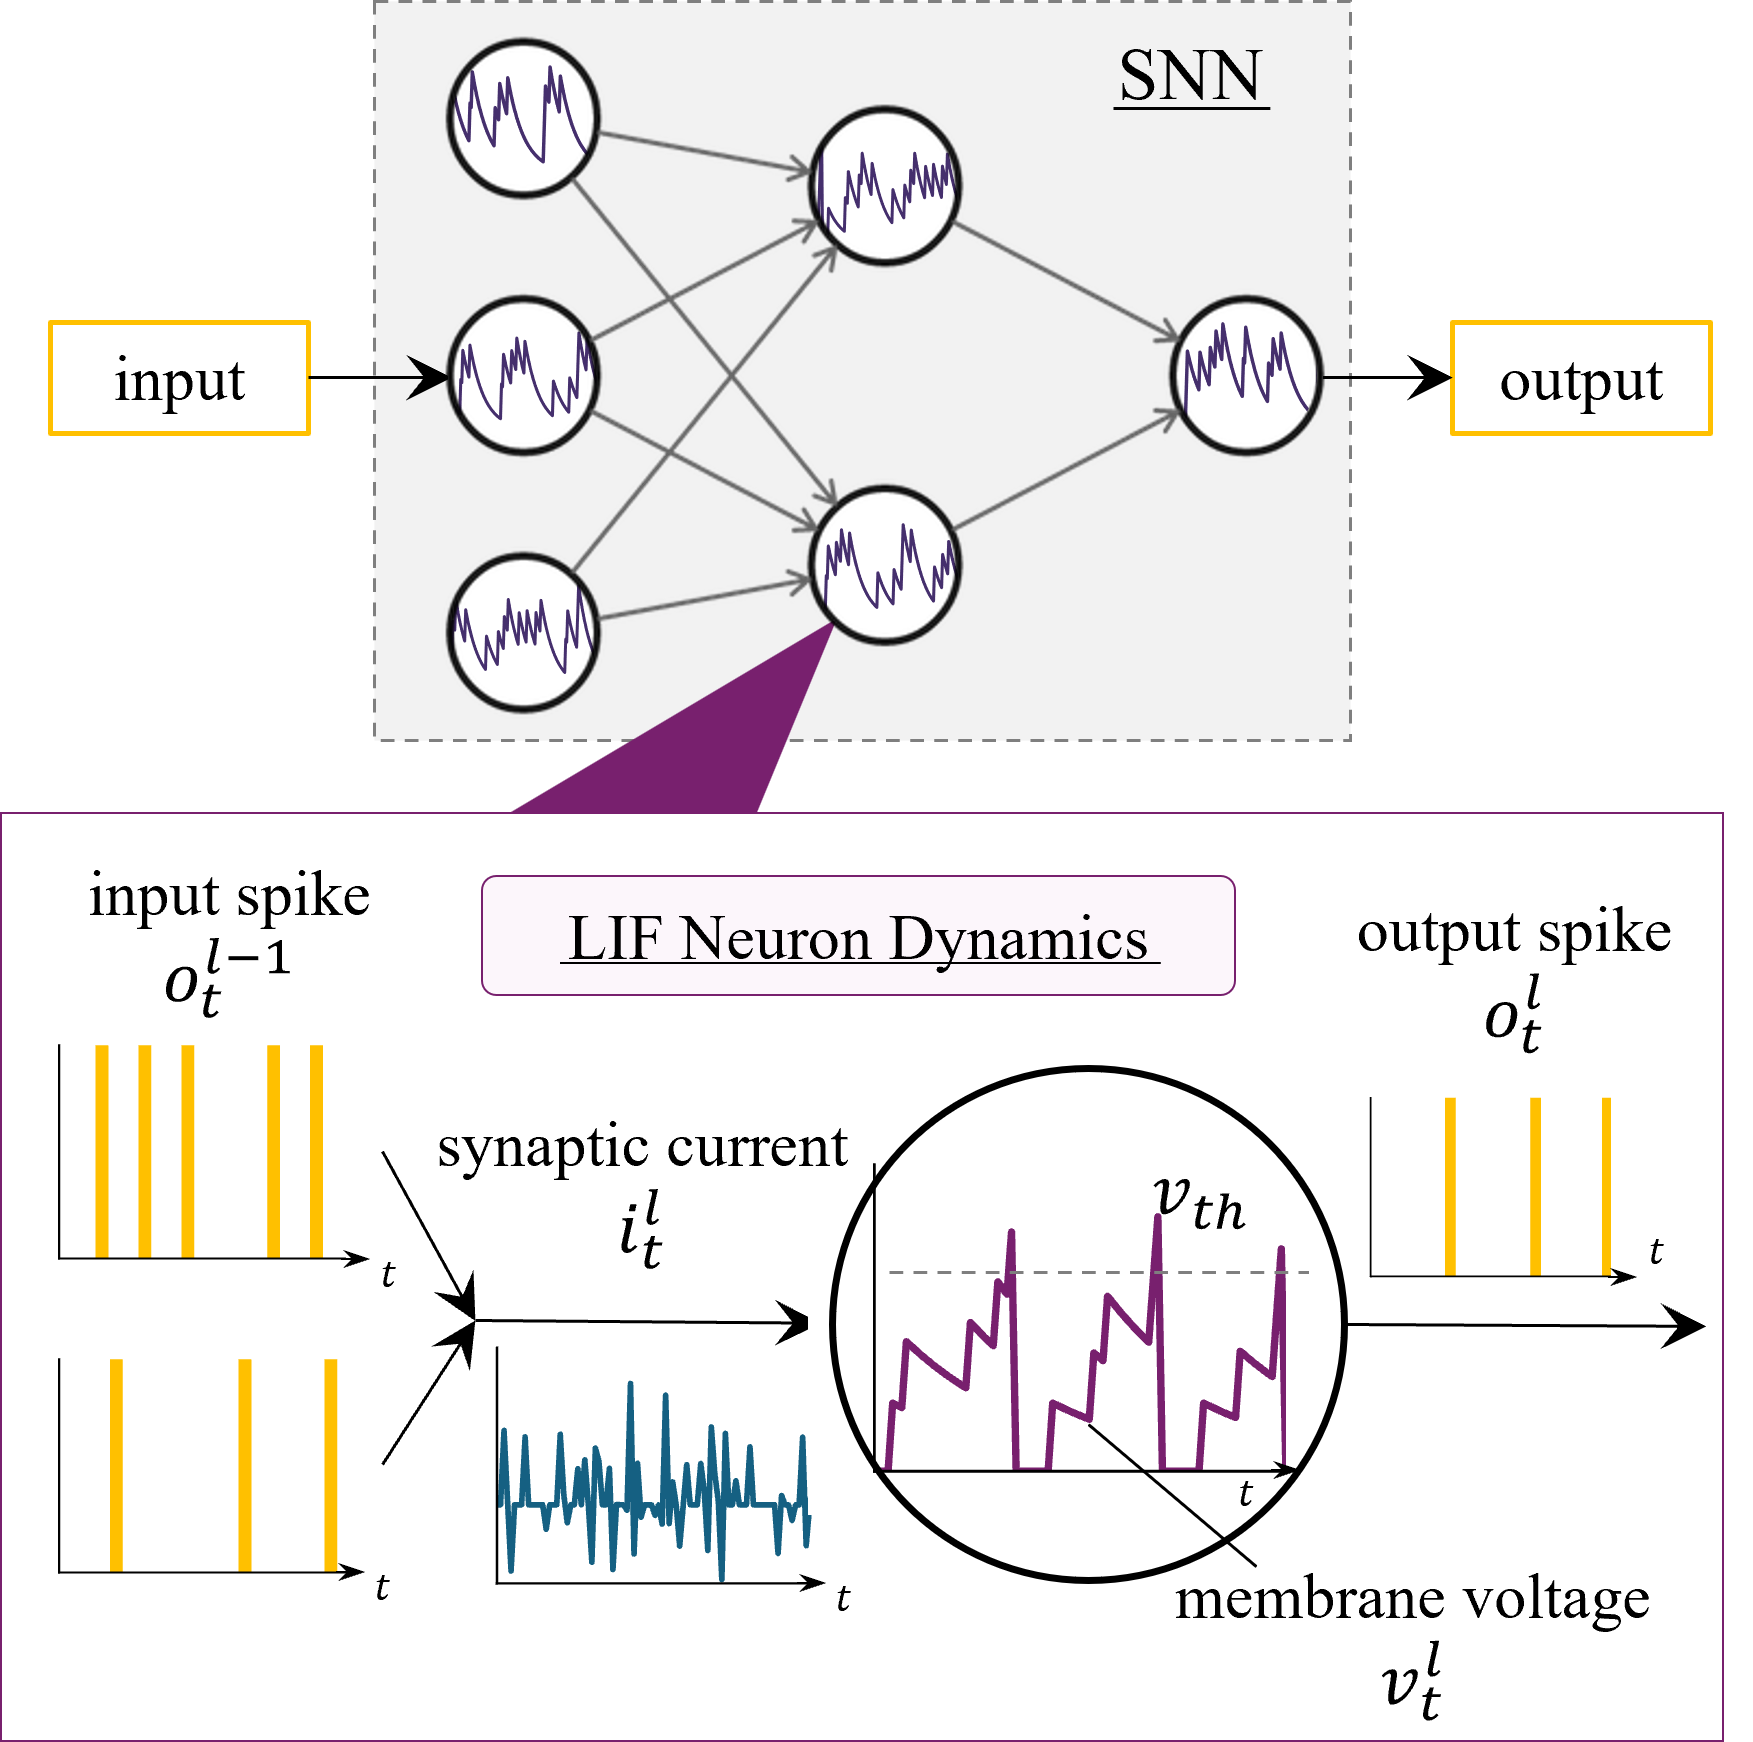 SNN
input
output
input spike
o_t^{l-1}
LIF Neuron Dynamics
output spike
o_t^l
synaptic current
i_t^l
v_{th}
t
t
t
t
t
membrane voltage
v_t^l